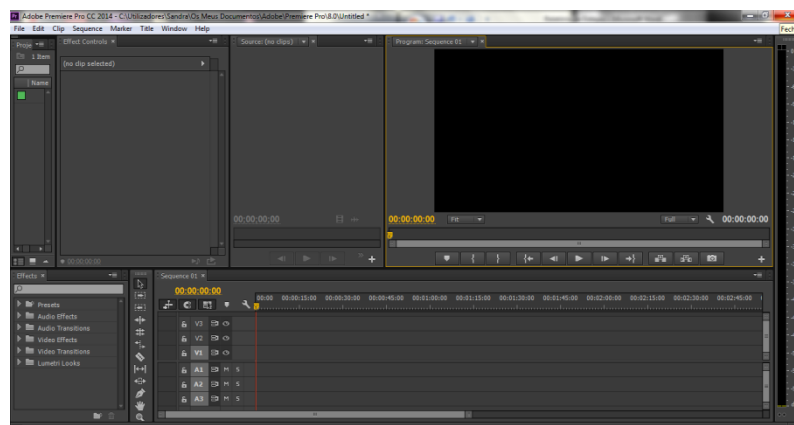 Adobe Premiere Pro CC 2014 - C:\Utilizadores\Sandra\Os Meus Documentos\Adobe\Premiere Pro\8.0\Untitled *
File Edit Clip Sequence Marker Title Window Help
Fech
Proje
Effect Controls
Source: (no clips)
Program: Sequence 01
1 Item
(no clip selected)
Name
00;00;00;00
00:00:00:00
Fit
Full
00:00:00:00
00:00:00:00
Effects
Sequence 01
00:00:00:00
00:00 00:00:15:00 00:00:30:00 00:00:45:00 00:01:00:00 00:01:15:00 00:01:30:00 00:01:45:00 00:02:00:00 00:02:15:00 00:02:30:00 00:02:45:00
Presets
Audio Effects
Audio Transitions
Video Effects
Video Transitions
Lumetri Looks
V3
V2
V1
A1 M S
A2 M S
A3 M S